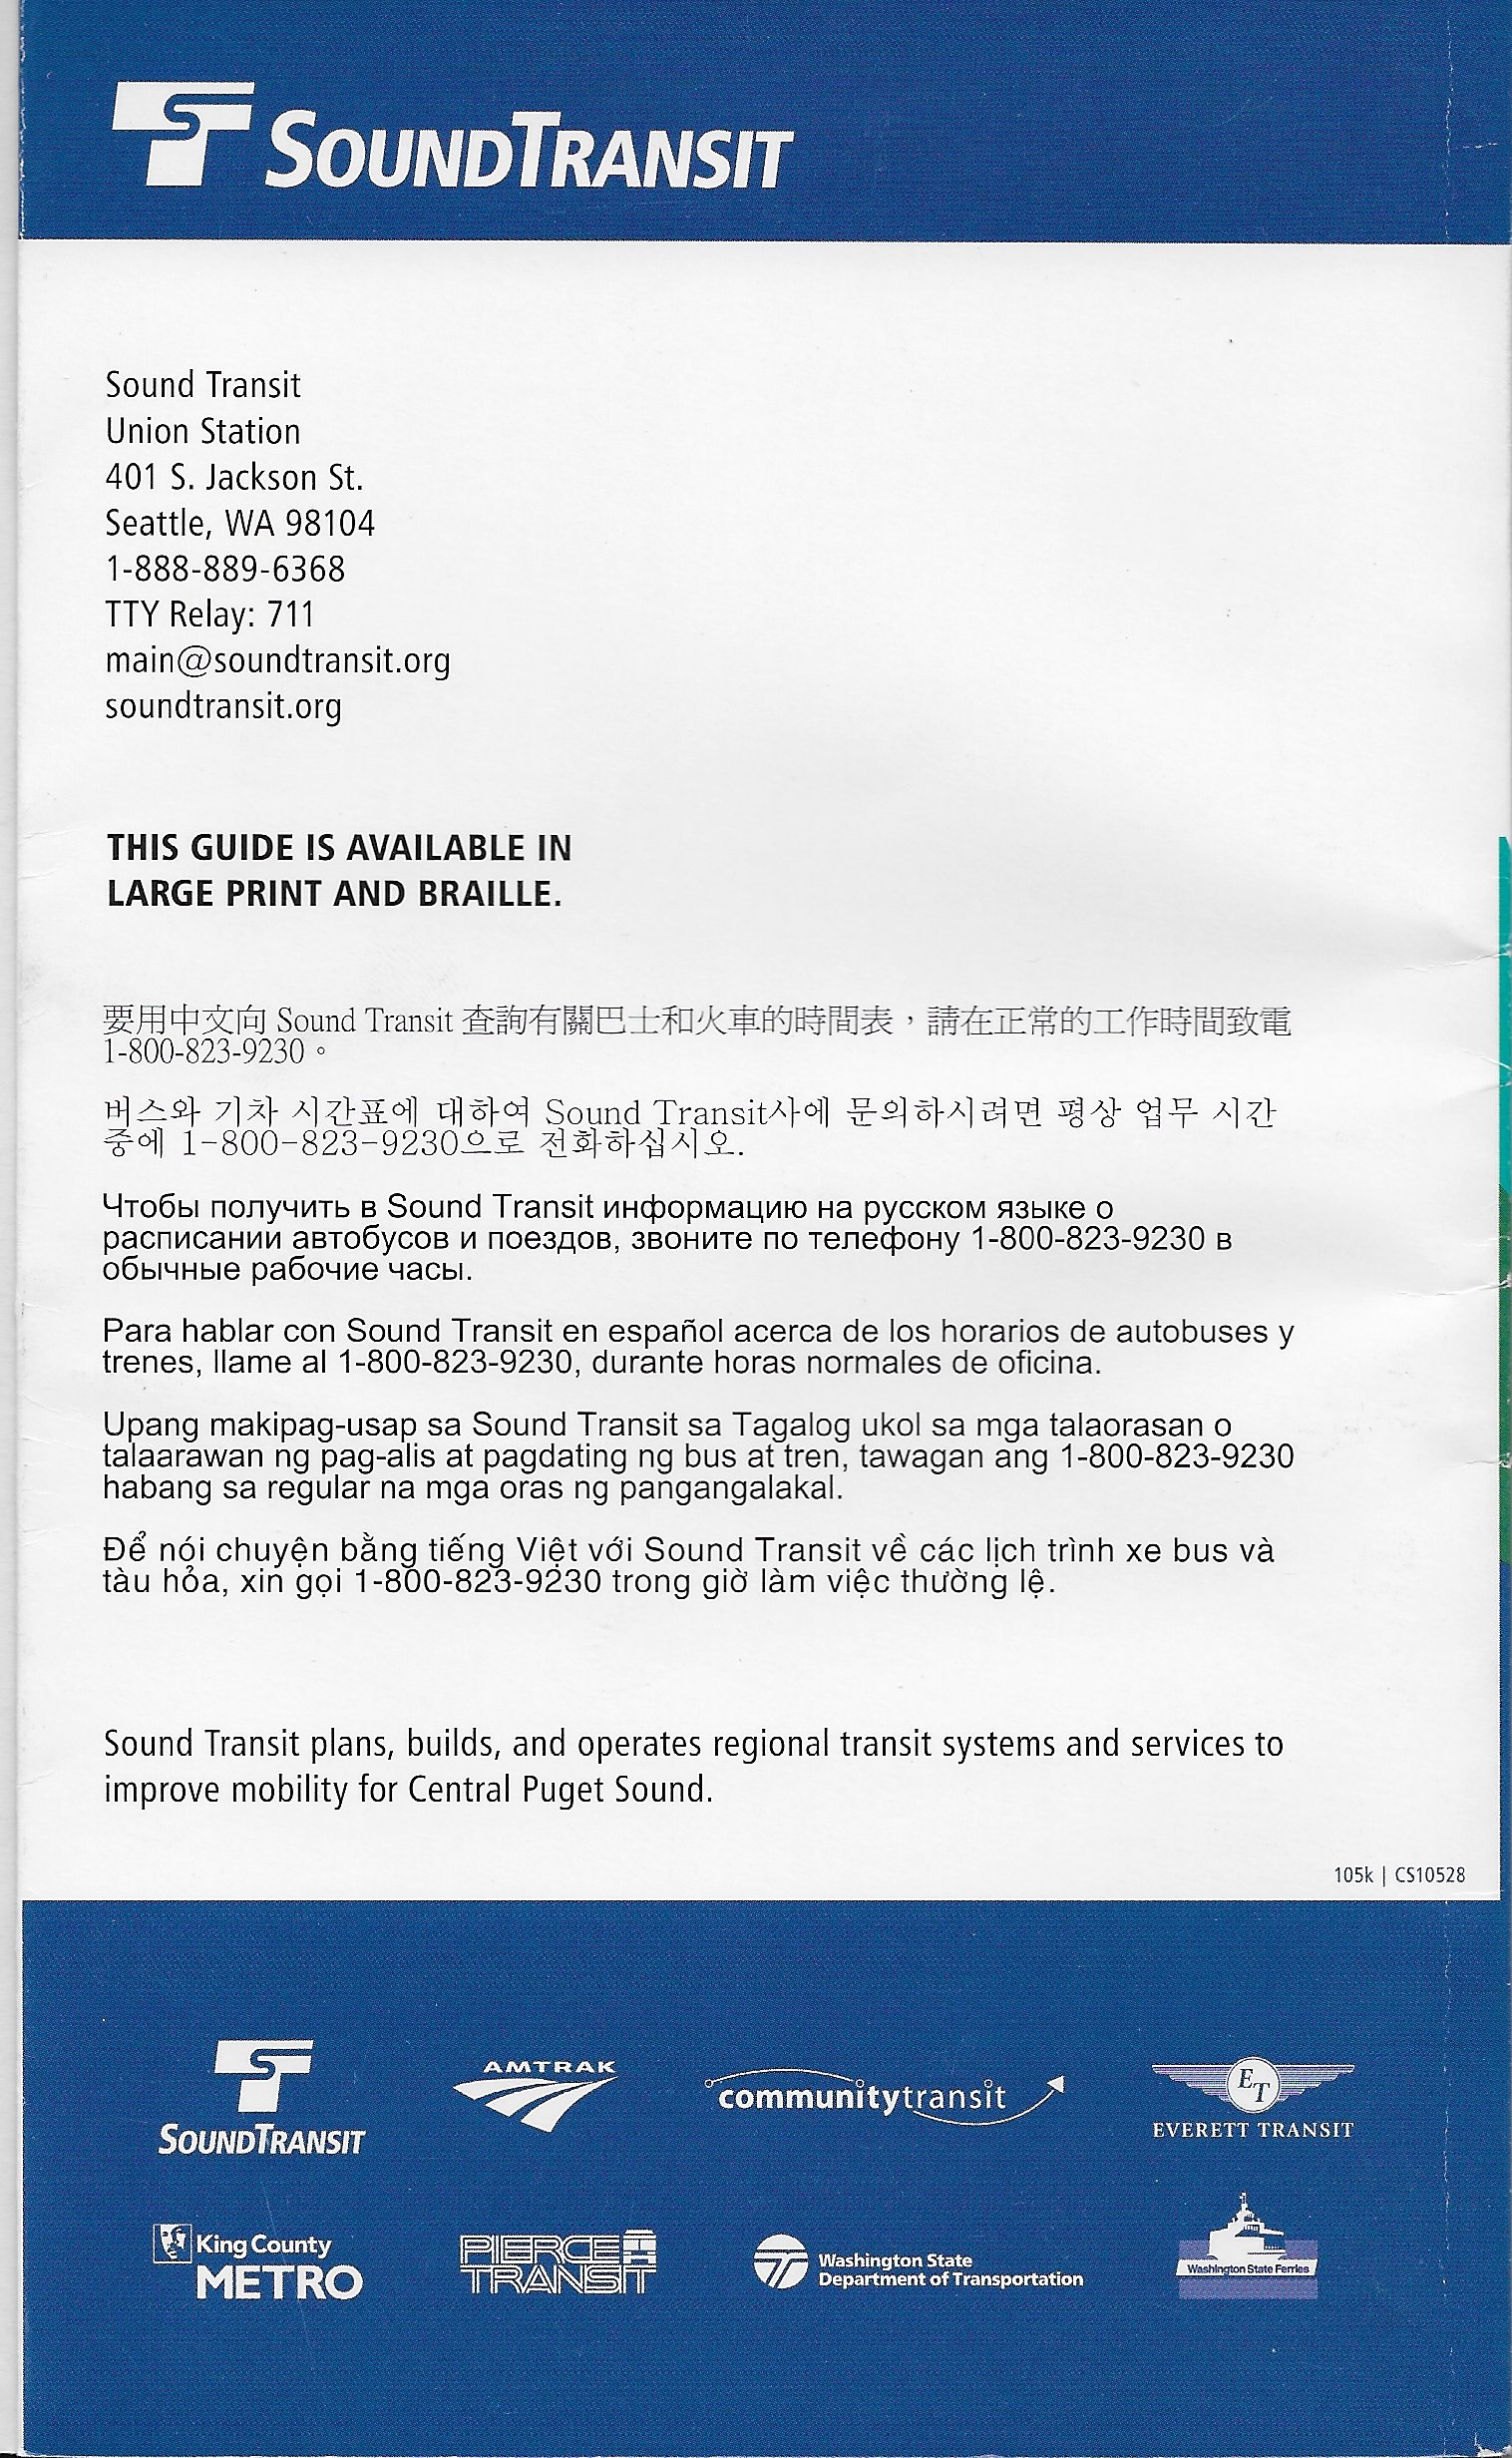 SOUNDTRANSIT
Sound Transit
Union Station
401 S. Jackson St.
Seattle, WA 98104
1-888-889-6368
TTY Relay: 711
main@soundtransit.org
soundtransit.org
THIS GUIDE IS AVAILABLE IN
LARGE PRINT AND BRAILLE.
要用中文向 Sound Transit 查詢有關巴士和火車的時間表，請在正常的工作時間致電
1-800-823-9230。
버스와 기차 시간표에 대하여 Sound Transit사에 문의하시려면 평상 업무 시간
중에 1-800-823-9230으로 전화하십시오.
Чтобы получить в Sound Transit информацию на русском языке о
расписании автобусов и поездов, звоните по телефону 1-800-823-9230 в
обычные рабочие часы.
Para hablar con Sound Transit en español acerca de los horarios de autobuses y
trenes, llame al 1-800-823-9230, durante horas normales de oficina.
Upang makipag-usap sa Sound Transit sa Tagalog ukol sa mga talaorasan o
talaarawan ng pag-alis at pagdating ng bus at tren, tawagan ang 1-800-823-9230
habang sa regular na mga oras ng pangangalakal.
Để nói chuyện bằng tiếng Việt với Sound Transit về các lịch trình xe bus và
tàu hỏa, xin gọi 1-800-823-9230 trong giờ làm việc thường lệ.
Sound Transit plans, builds, and operates regional transit systems and services to
improve mobility for Central Puget Sound.
105k | CS10528
SOUNDTRANSIT
AMTRAK
communitytransit
ET
EVERETT TRANSIT
King County
METRO
PIERCE
TRANSIT
Washington State
Department of Transportation
Washington State Ferries